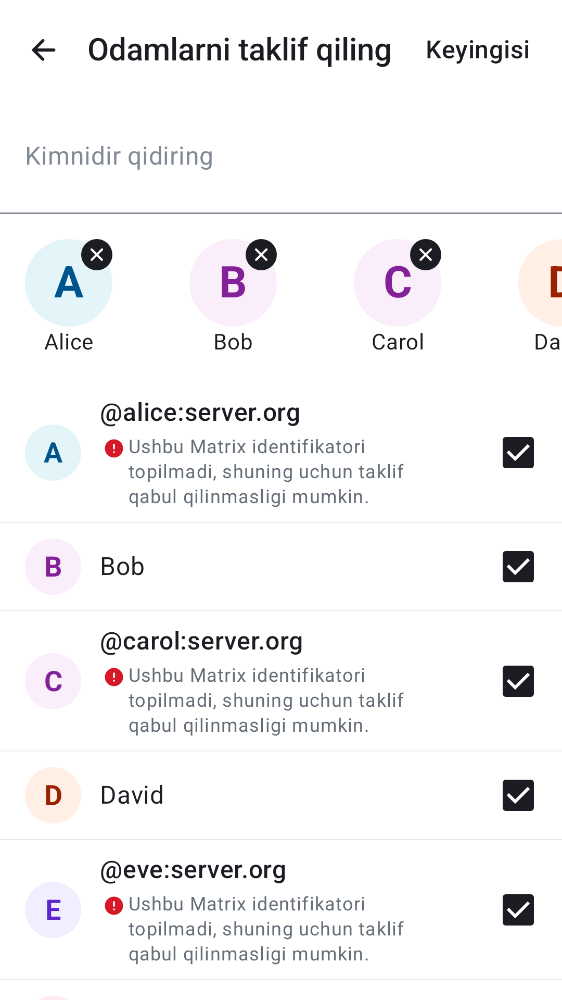 Odamlarni taklif qiling Keyingisi
Kimnidir qidiring
A B C D
Alice Bob Carol Da
@alice:server.org
A
Ushbu Matrix identifikatori
topilmadi, shuning uchun taklif
qabul qilinmasligi mumkin.
B Bob
@carol:server.org
C
Ushbu Matrix identifikatori
topilmadi, shuning uchun taklif
qabul qilinmasligi mumkin.
D David
@eve:server.org
E
Ushbu Matrix identifikatori
topilmadi, shuning uchun taklif
qabul qilinmasligi mumkin.